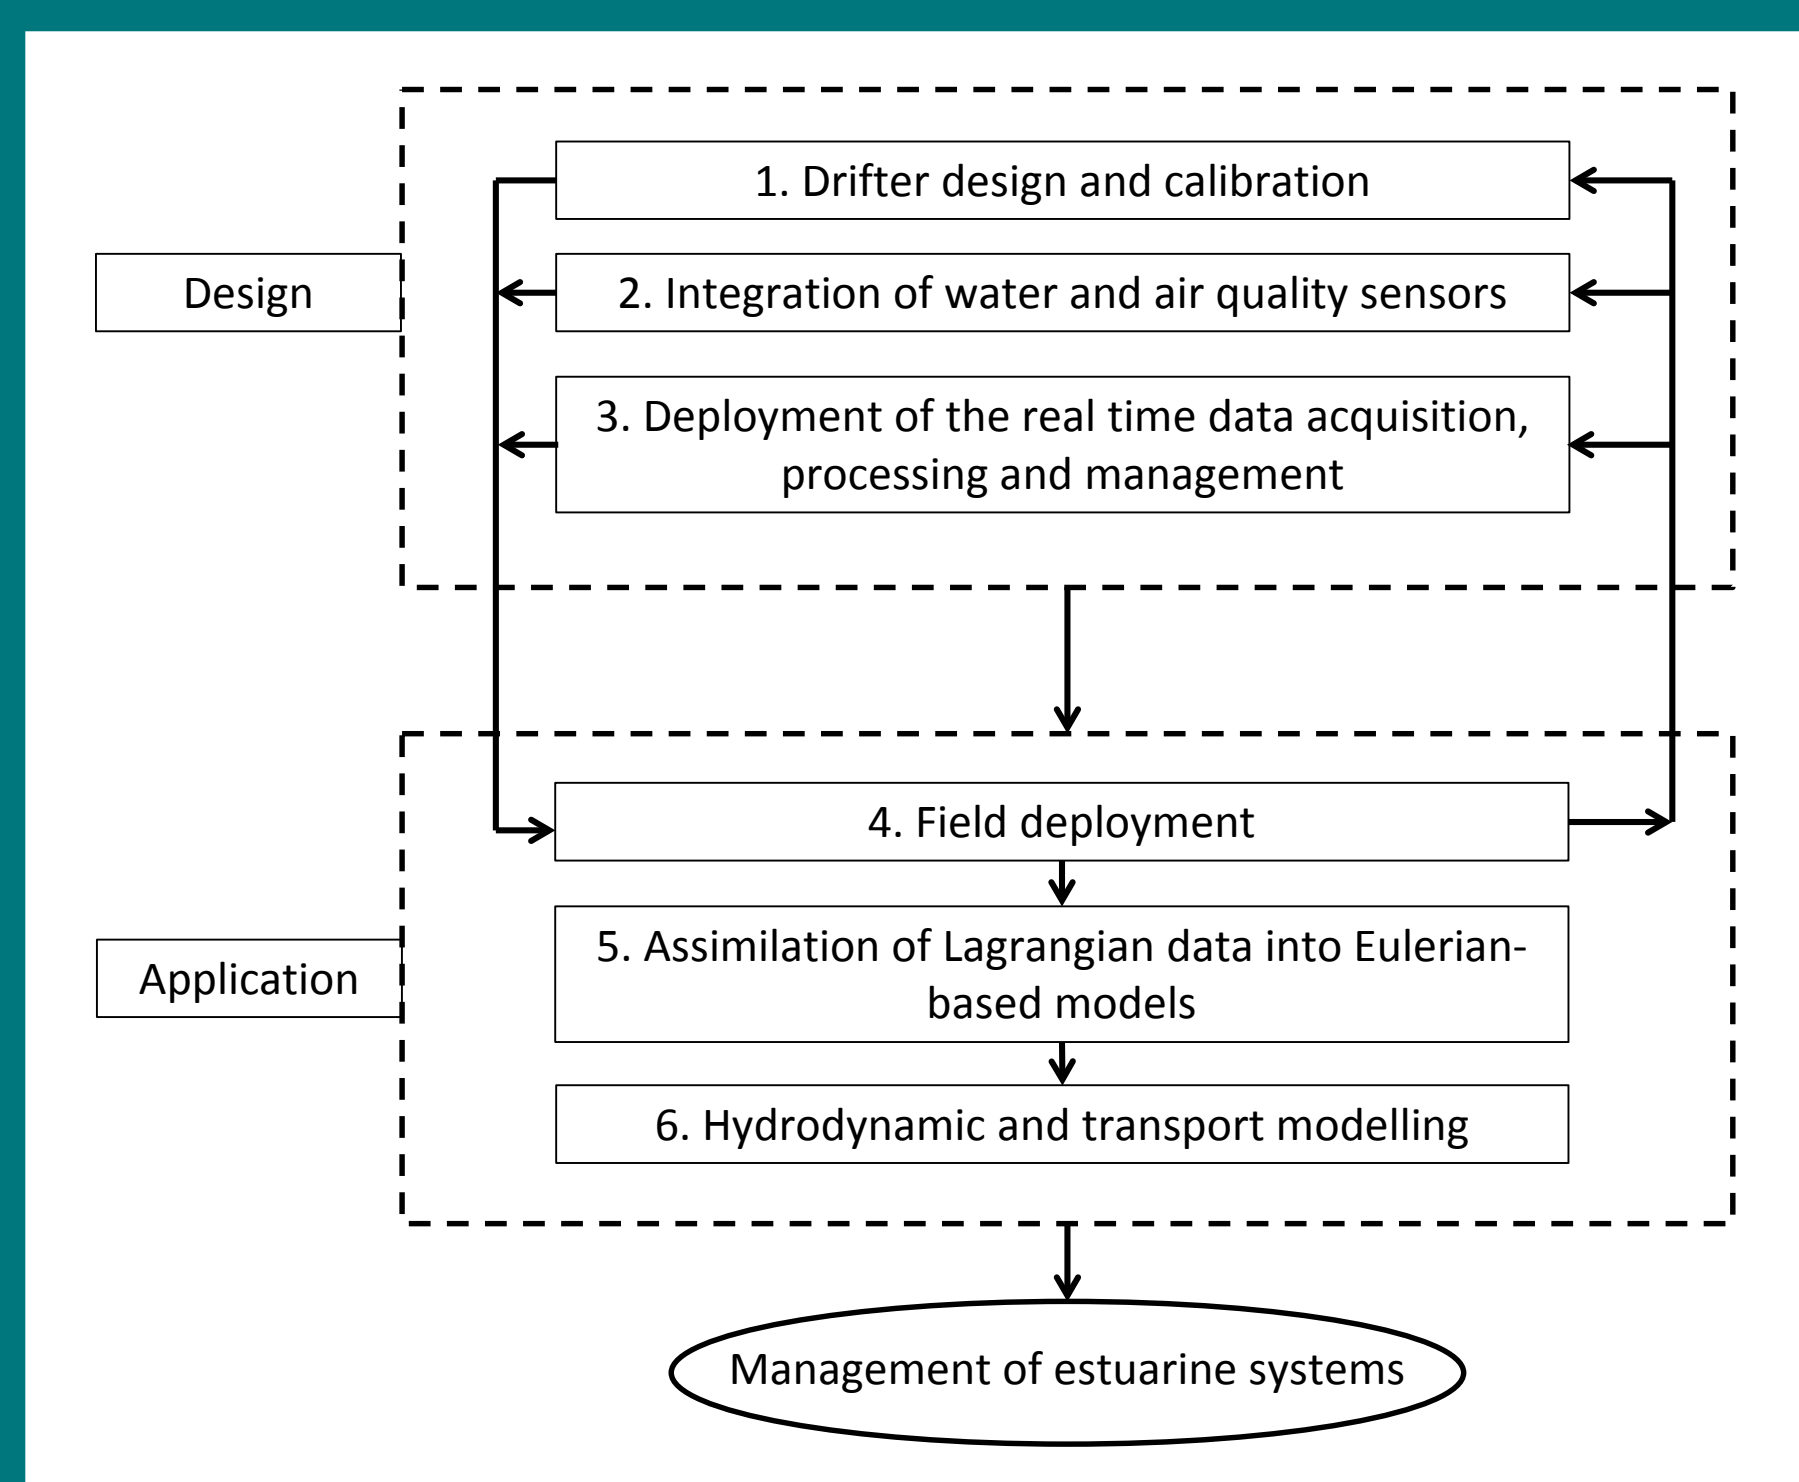 1. Drifter design and calibration
Design
2. Integration of water and air quality sensors
3. Deployment of the real time data acquisition,
processing and management
4. Field deployment
5. Assimilation of Lagrangian data into Eulerian-
based models
Application
6. Hydrodynamic and transport modelling
Management of estuarine systems